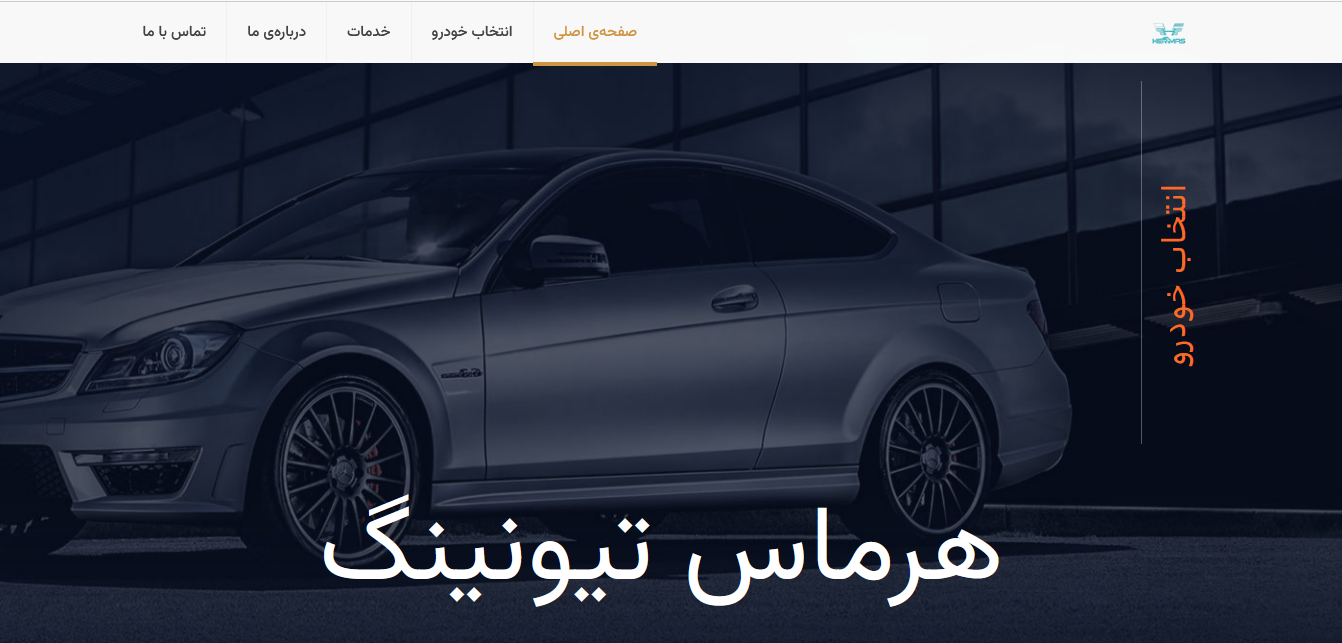 HERMAS
صفحه‌ی اصلی
انتخاب خودرو
خدمات
درباره‌ی ما
تماس با ما
انتخاب خودرو
هرماس تیونینگ